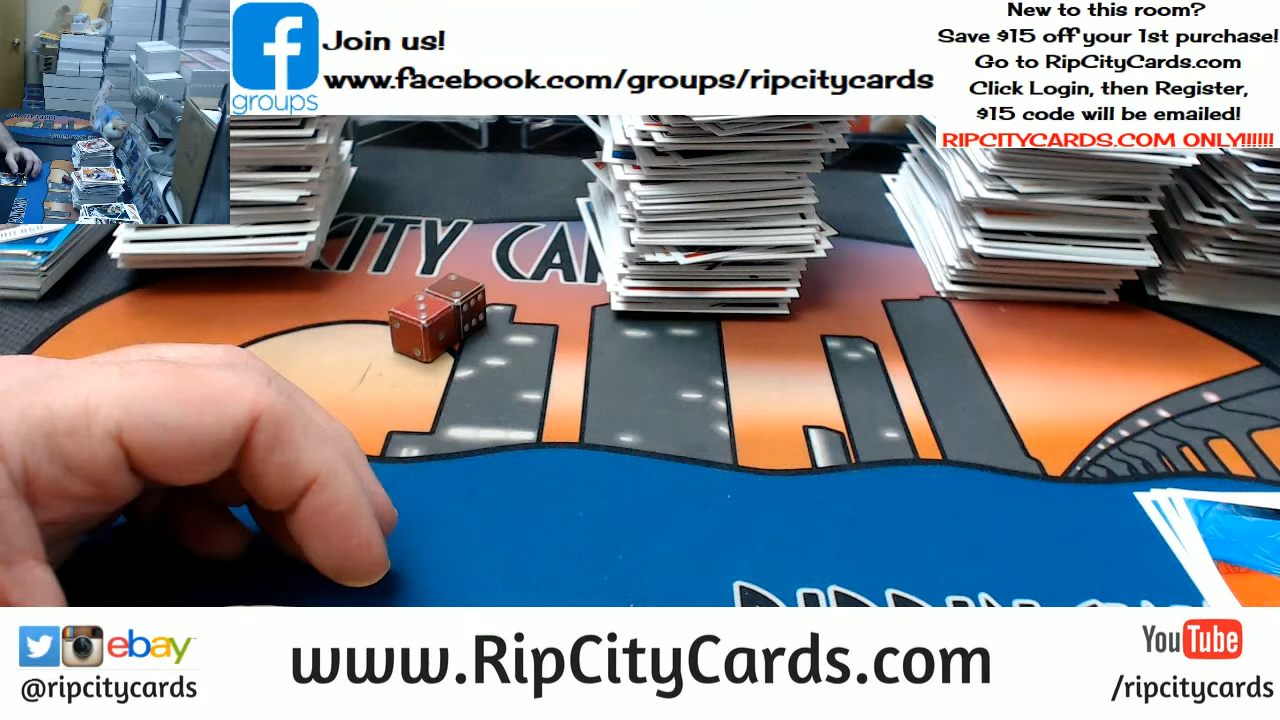 Join us!
www.facebook.com/groups/ripcitycards
groups
New to this room?
Save $15 off your 1st purchase!
Go to RipCityCards.com
Click Login, then Register,
$15 code will be emailed!
RIPCITYCARDS.COM ONLY!!!!!!
CITY
ebay
@ripcitycards
www.RipCityCards.com
YouTube
/ripcitycards